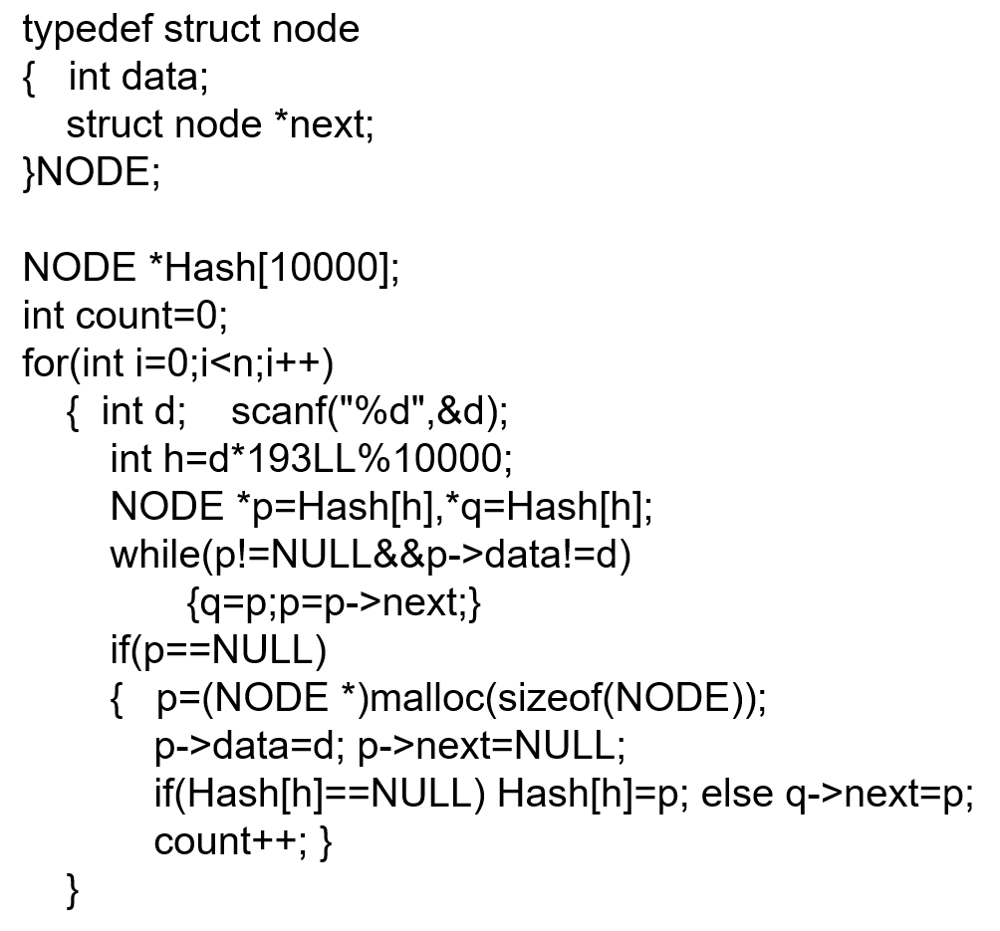 typedef struct node
{   int data;
    struct node *next;
}NODE;

NODE *Hash[10000];
int count=0;
for(int i=0;i<n;i++)
    {  int d;    scanf("%d",&d);
        int h=d*193LL%10000;
        NODE *p=Hash[h],*q=Hash[h];
        while(p!=NULL&&p->data!=d)
               {q=p;p=p->next;}
        if(p==NULL)
        {   p=(NODE *)malloc(sizeof(NODE));
            p->data=d; p->next=NULL;
            if(Hash[h]==NULL) Hash[h]=p; else q->next=p;
            count++; }
    }